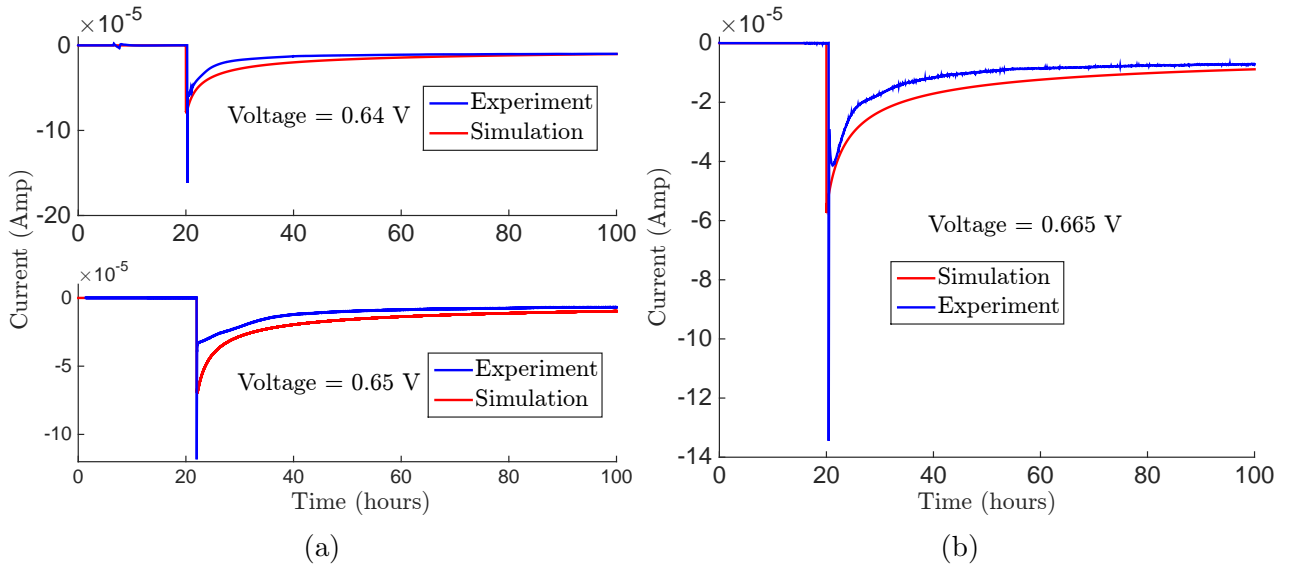 ×10-5
0
-10
-20
0 20 40 60 80 100
Voltage = 0.64 V
Experiment
Simulation
×10-5
0
-5
-10
0 20 40 60 80 100
Voltage = 0.65 V
Experiment
Simulation
Current (Amp)
Time (hours)
(a)
×10-5
0
-2
-4
-6
-8
-10
-12
-14
0 20 40 60 80 100
Voltage = 0.665 V
Simulation
Experiment
Current (Amp)
Time (hours)
(b)